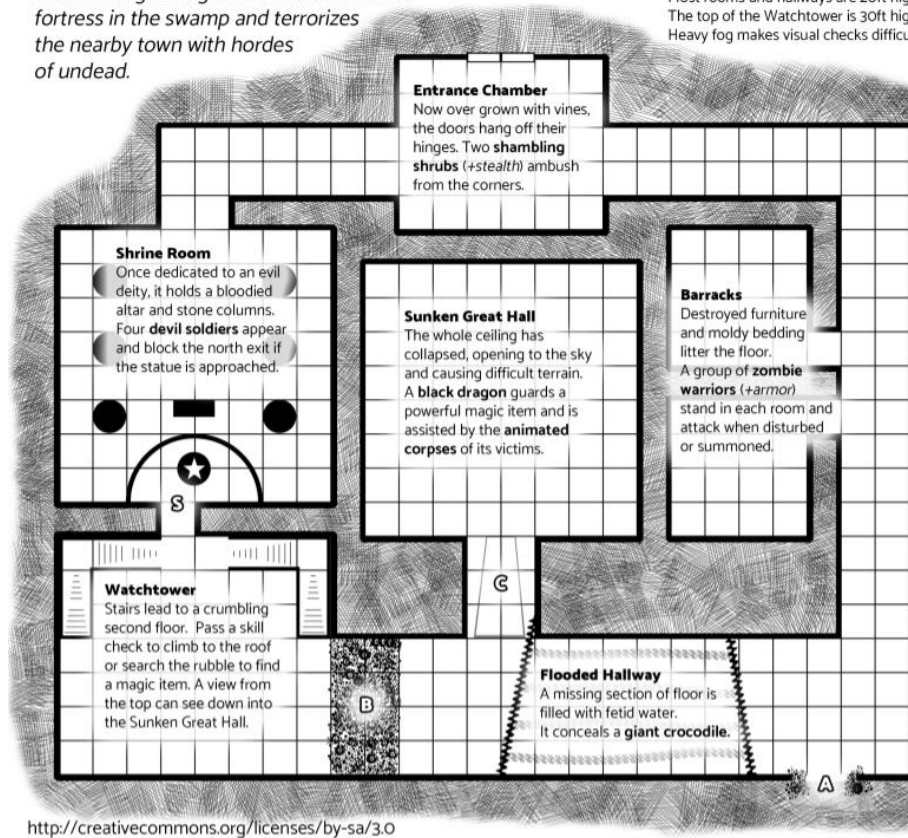 fortress in the swamp and terrorizes
the nearby town with hordes
of undead.
The top of the Watchtower is 30ft hig
Heavy fog makes visual checks difficu
Entrance Chamber
Now over grown with vines,
the doors hang off their
hinges. Two shambling
shrubs (+stealth) ambush
from the corners.
Shrine Room
Once dedicated to an evil
deity, it holds a bloodied
altar and stone columns.
Four devil soldiers appear
and block the north exit if
the statue is approached.
Sunken Great Hall
The whole ceiling has
collapsed, opening to the sky
and causing difficult terrain.
A black dragon guards a
powerful magic item and is
assisted by the animated
corpses of its victims.
Barracks
Destroyed furniture
and moldy bedding
litter the floor.
A group of zombie
warriors (+armor)
stand in each room and
attack when disturbed
or summoned.
S
C
Watchtower
Stairs lead to a crumbling
second floor. Pass a skill
check to climb to the roof
or search the rubble to find
a magic item. A view from
the top can see down into
the Sunken Great Hall.
B
Flooded Hallway
A missing section of floor is
filled with fetid water.
It conceals a giant crocodile.
A
http://creativecommons.org/licenses/by-sa/3.0